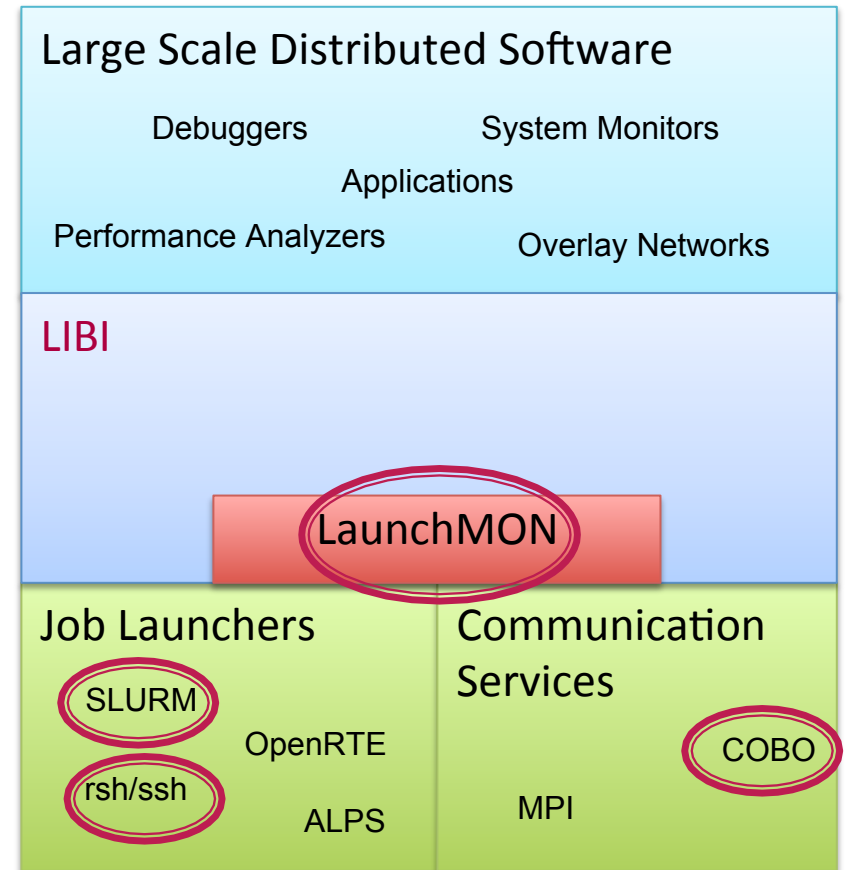 Large Scale Distributed Software
Debuggers System Monitors
Applications
Performance Analyzers Overlay Networks
LIBI
LaunchMON
Job Launchers
SLURM
OpenRTE
rsh/ssh
ALPS
Communication
Services
COBO
MPI